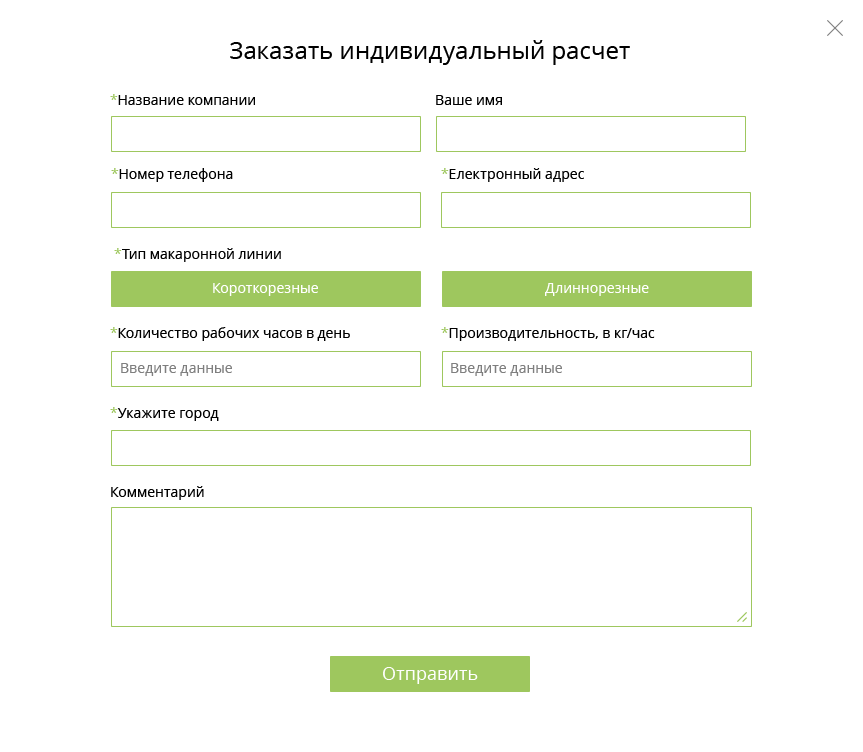 Заказать индивидуальный расчет
*Название компании Ваше имя
*Номер телефона *Електронный адрес
*Тип макаронной линии
Короткорезные Длиннорезные
*Количество рабочих часов в день *Производительность, в кг/час
Введите данные Введите данные
*Укажите город
Комментарий
Отправить